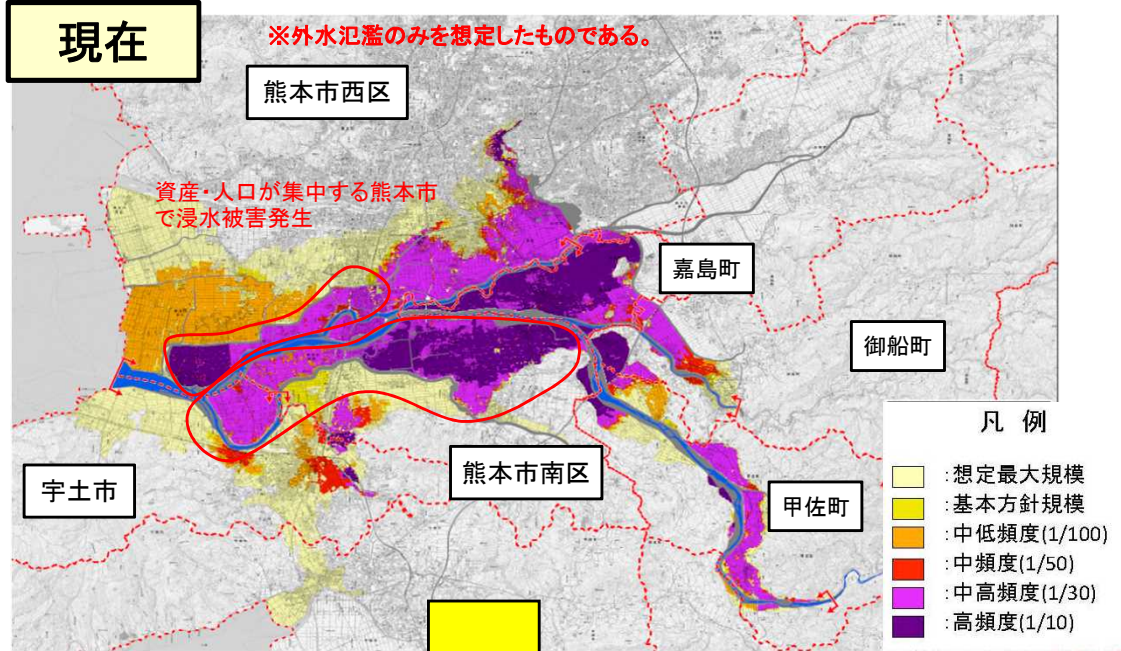 現在
※外水氾濫のみを想定したものである。
熊本市西区
資産・人口が集中する熊本市
で浸水被害発生
嘉島町
御船町
宇土市
熊本市南区
甲佐町
凡 例
:想定最大規模
:基本方針規模
:中低頻度(1/100)
:中頻度(1/50)
:中高頻度(1/30)
:高頻度(1/10)